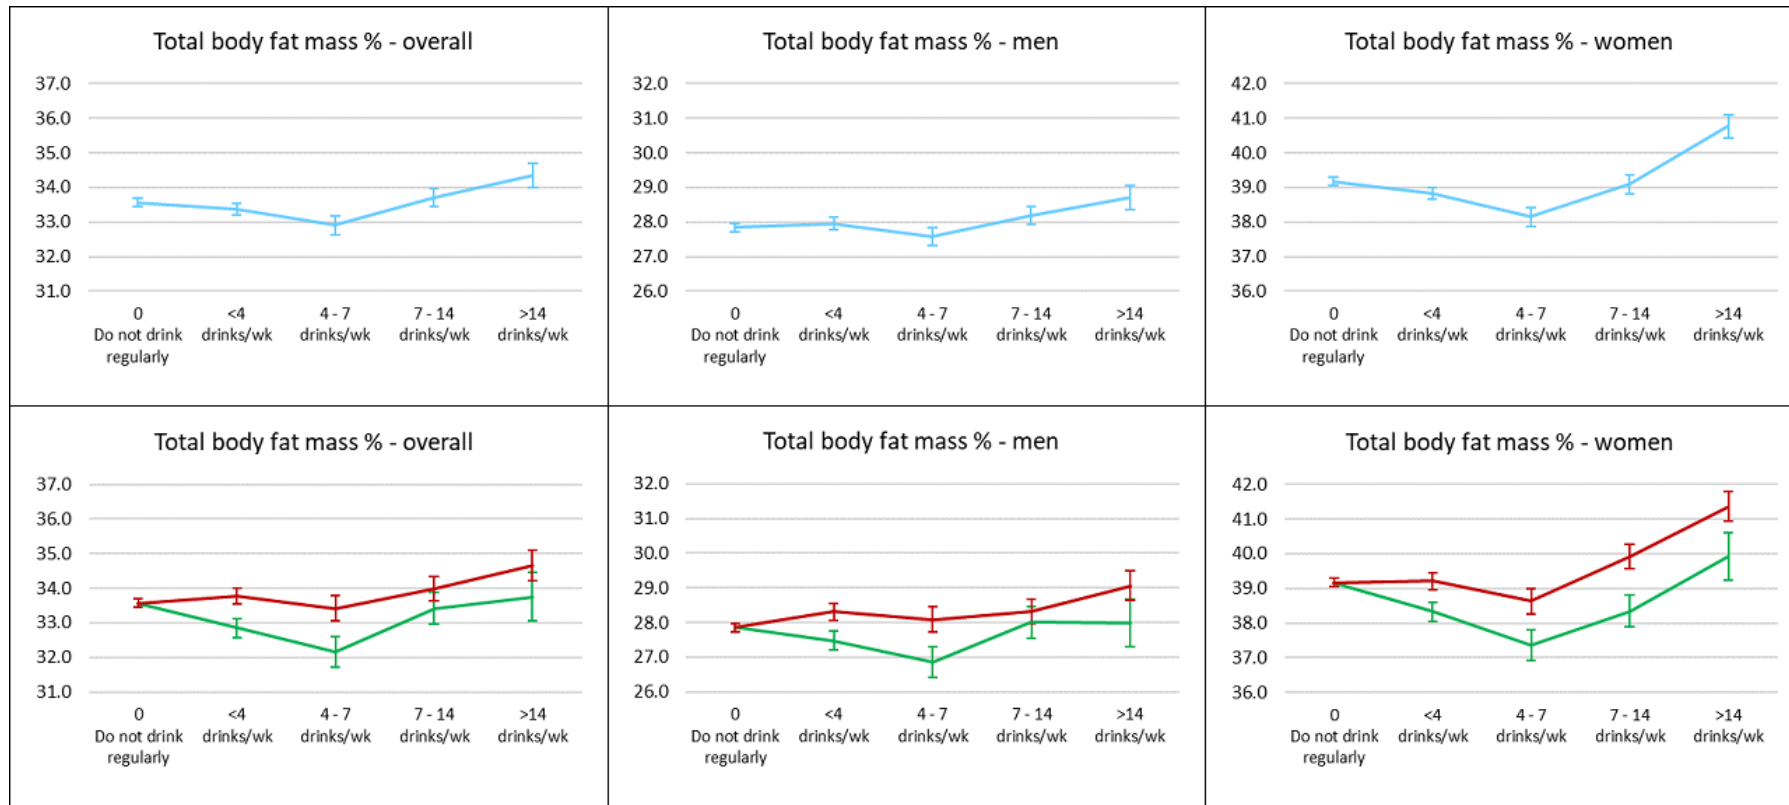 Total body fat mass % - overall
37.0
36.0
35.0
34.0
33.0
32.0
31.0
0 <4 4 - 7 7 - 14 >14
Do not drink drinks/wk drinks/wk drinks/wk drinks/wk
regularly
Total body fat mass % - men
32.0
31.0
30.0
29.0
28.0
27.0
26.0
0 <4 4 - 7 7 - 14 >14
Do not drink drinks/wk drinks/wk drinks/wk drinks/wk
regularly
Total body fat mass % - women
42.0
41.0
40.0
39.0
38.0
37.0
36.0
0 <4 4 - 7 7 - 14 >14
Do not drink drinks/wk drinks/wk drinks/wk drinks/wk
regularly
Total body fat mass % - overall
37.0
36.0
35.0
34.0
33.0
32.0
31.0
0 <4 4 - 7 7 - 14 >14
Do not drink drinks/wk drinks/wk drinks/wk drinks/wk
regularly
Total body fat mass % - men
32.0
31.0
30.0
29.0
28.0
27.0
26.0
0 <4 4 - 7 7 - 14 >14
Do not drink drinks/wk drinks/wk drinks/wk drinks/wk
regularly
Total body fat mass % - women
42.0
41.0
40.0
39.0
38.0
37.0
36.0
0 <4 4 - 7 7 - 14 >14
Do not drink drinks/wk drinks/wk drinks/wk drinks/wk
regularly